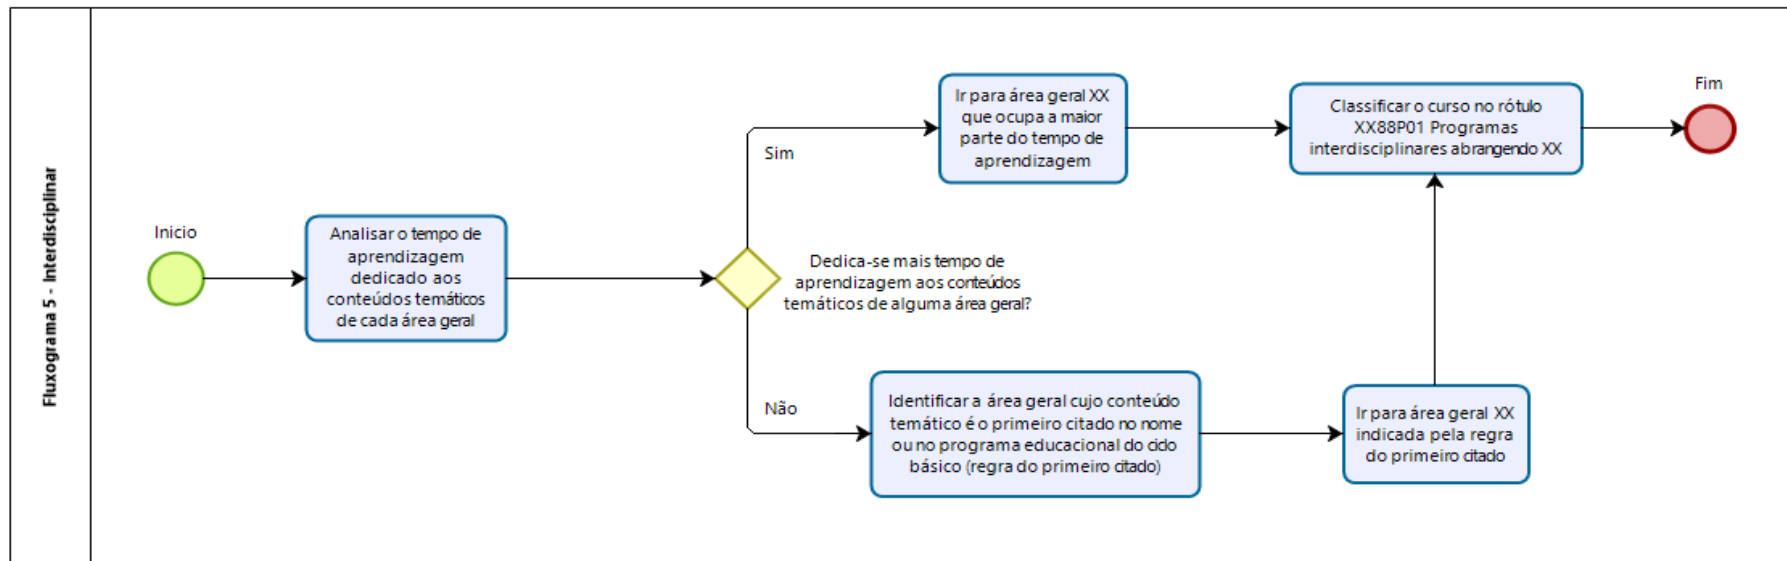 Fluxograma 5 - Interdisciplinar
Inicio
Analisar o tempo de
aprendizagem
dedicado aos
conteúdos temáticos
de cada área geral
Dedica-se mais tempo de
aprendizagem aos conteúdos
temáticos de alguma área geral?
Sim
Ir para área geral XX
que ocupa a maior
parte do tempo de
aprendizagem
Classificar o curso no rótulo
XX88P01 Programas
interdisciplinares abrangendo XX
Fim
Não
Identificar a área geral cujo conteúdo
temático é o primeiro citado no nome
ou no programa educacional do ciclo
básico (regra do primeiro citado)
Ir para área geral XX
indicada pela regra
do primeiro citado